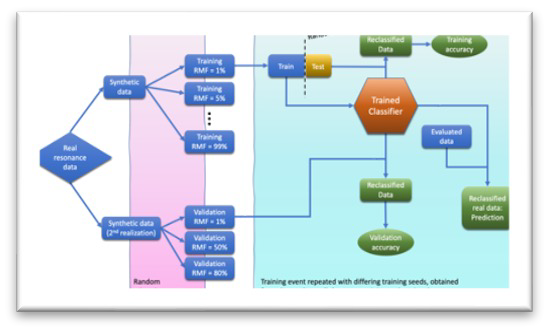 Reclassified
Data
Training
accuracy
Training
RMF = 1%
Train
Test
Synthetic
data
Training
RMF = 5%
Trained
Classifier
Training
RMF = 99%
Evaluated
data
Real
resonance
data
Reclassified
Data
Reclassified
real data:
Prediction
Synthetic data
(2nd realization)
Validation
RMF = 1%
Validation
RMF = 50%
Validation
accuracy
Validation
RMF = 80%
Random
Training event repeated with differing training seeds, obtained